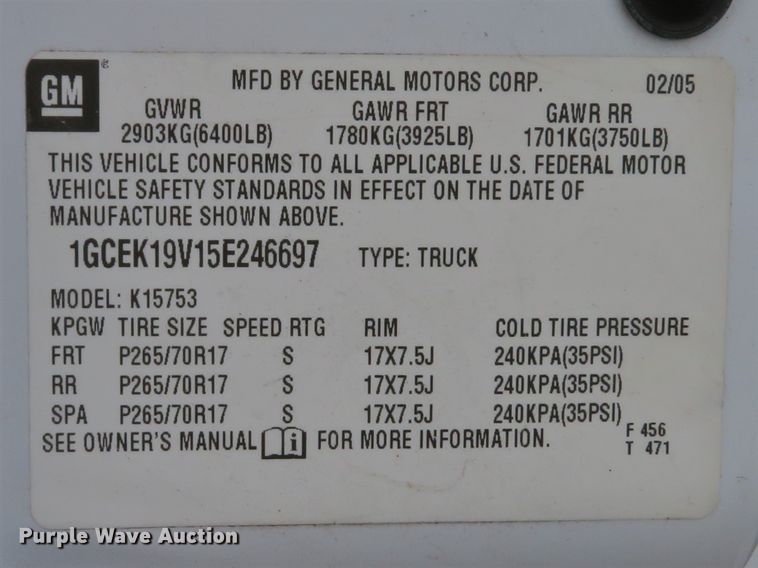 GM ®
MFD BY GENERAL MOTORS CORP. 02/05
GVWR GAWR FRT GAWR RR
2903KG(6400LB) 1780KG(3925LB) 1701KG(3750LB)
THIS VEHICLE CONFORMS TO ALL APPLICABLE U.S. FEDERAL MOTOR
VEHICLE SAFETY STANDARDS IN EFFECT ON THE DATE OF
MANUFACTURE SHOWN ABOVE.
1GCEK19V15E246697 TYPE: TRUCK
MODEL: K15753
KPGW TIRE SIZE SPEED RTG RIM COLD TIRE PRESSURE
FRT P265/70R17 S 17X7.5J 240KPA(35PSI)
RR P265/70R17 S 17X7.5J 240KPA(35PSI)
SPA P265/70R17 S 17X7.5J 240KPA(35PSI)
SEE OWNER'S MANUAL i FOR MORE INFORMATION. F 456
T 471
Purple Wave Auction